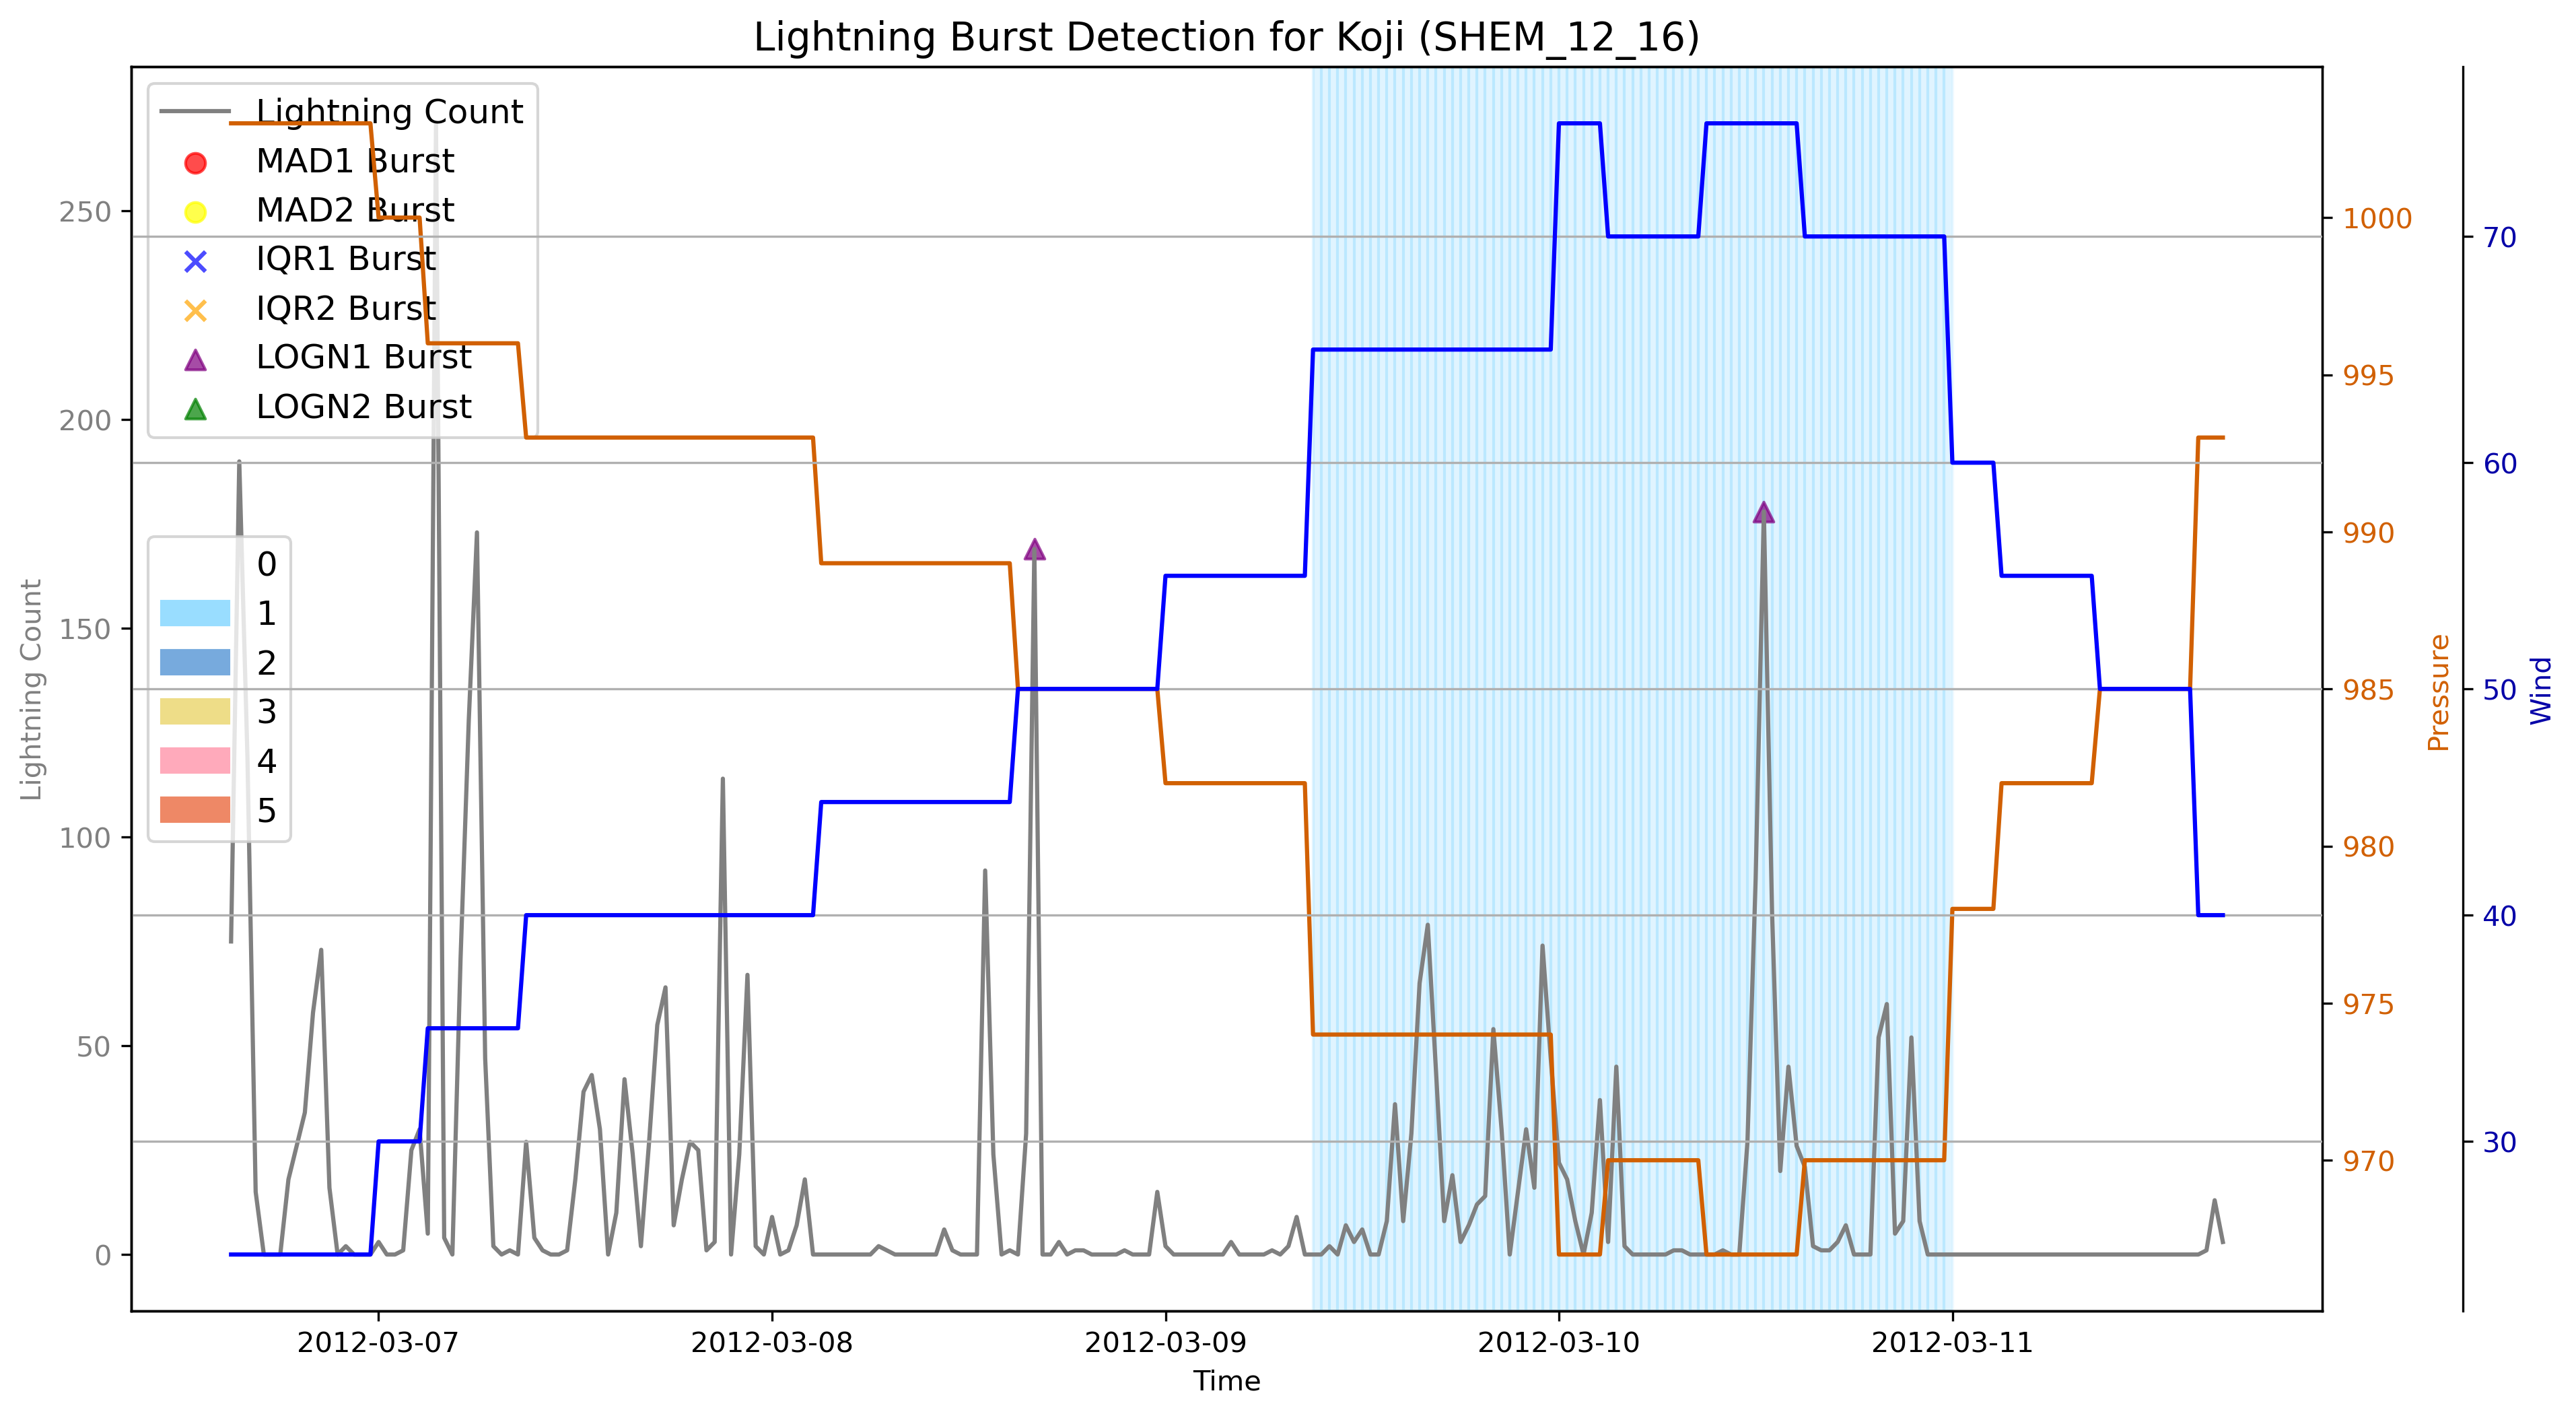 Lightning Burst Detection for Koji (SHEM_12_16)
Lightning Count
MAD1 Burst
MAD2 Burst
IQR1 Burst
IQR2 Burst
LOGN1 Burst
LOGN2 Burst
0
1
2
3
4
5
Lightning Count
250
200
150
100
50
0
1000
995
990
985
980
975
970
Pressure
70
60
50
40
30
Wind
2012-03-07
2012-03-08
2012-03-09
2012-03-10
2012-03-11
Time